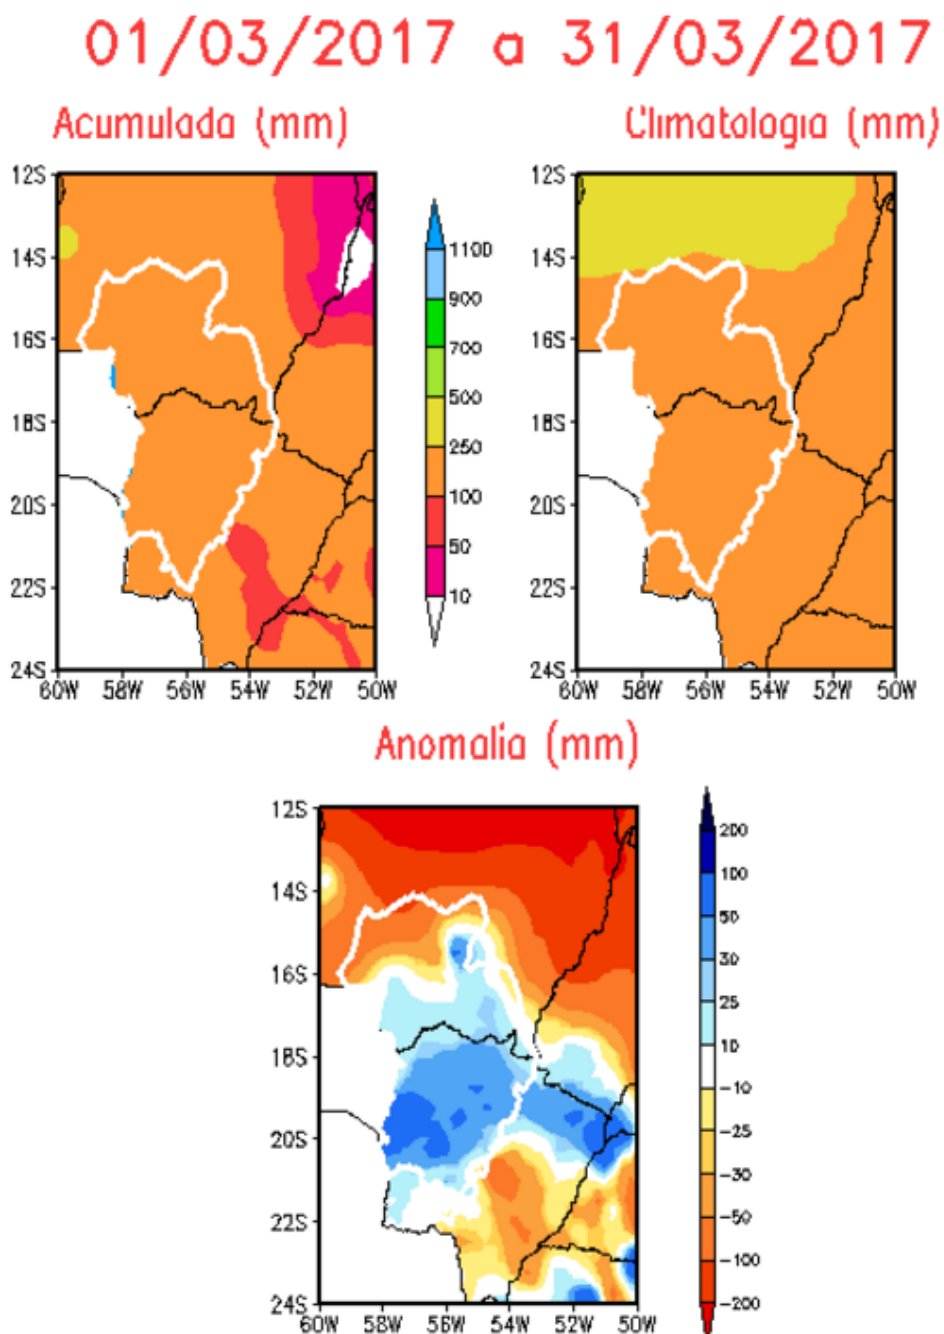 01/03/2017 a 31/03/2017
Acumulada (mm)
Climatologia (mm)
12S
14S
16S
18S
20S
22S
24S
60W 58W 56W 54W 52W 50W
1100
900
700
500
250
100
50
10
12S
14S
16S
18S
20S
22S
24S
60W 58W 56W 54W 52W 50W
Anomalia (mm)
12S
14S
16S
18S
20S
22S
24S
60W 58W 56W 54W 52W 50W
200
100
50
30
25
10
-10
-25
-30
-50
-100
-200